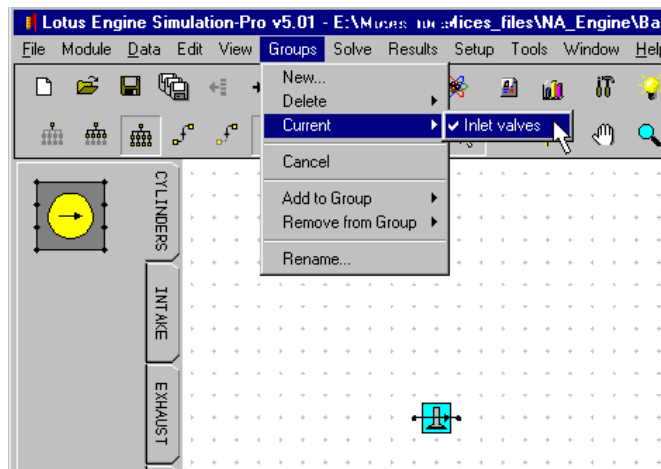 Lotus Engine Simulation-Pro v5.01 - E:\ \NA_Engine\Ba
File Module Data Edit View Groups Solve Results Setup Tools Window Help
New...
Delete
Current
Inlet valves
Cancel
Add to Group
Remove from Group
Rename...
CYLINDERS
INTAKE
EXHAUST